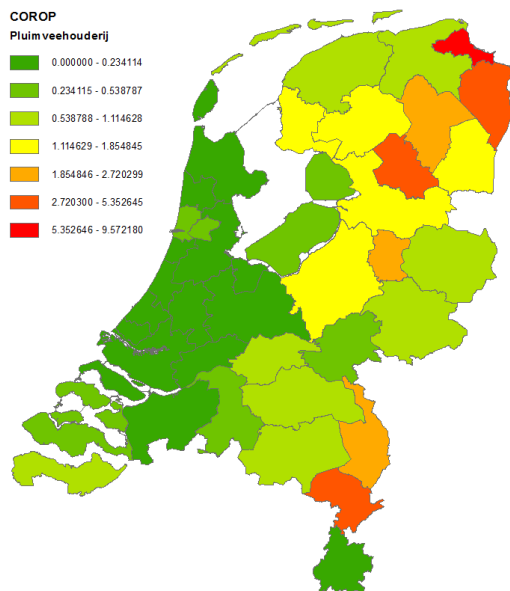 COROP
Pluimveehouderij
0.000000 - 0.234114
0.234115 - 0.538787
0.538788 - 1.114628
1.114629 - 1.854845
1.854846 - 2.720299
2.720300 - 5.352645
5.352646 - 9.572180